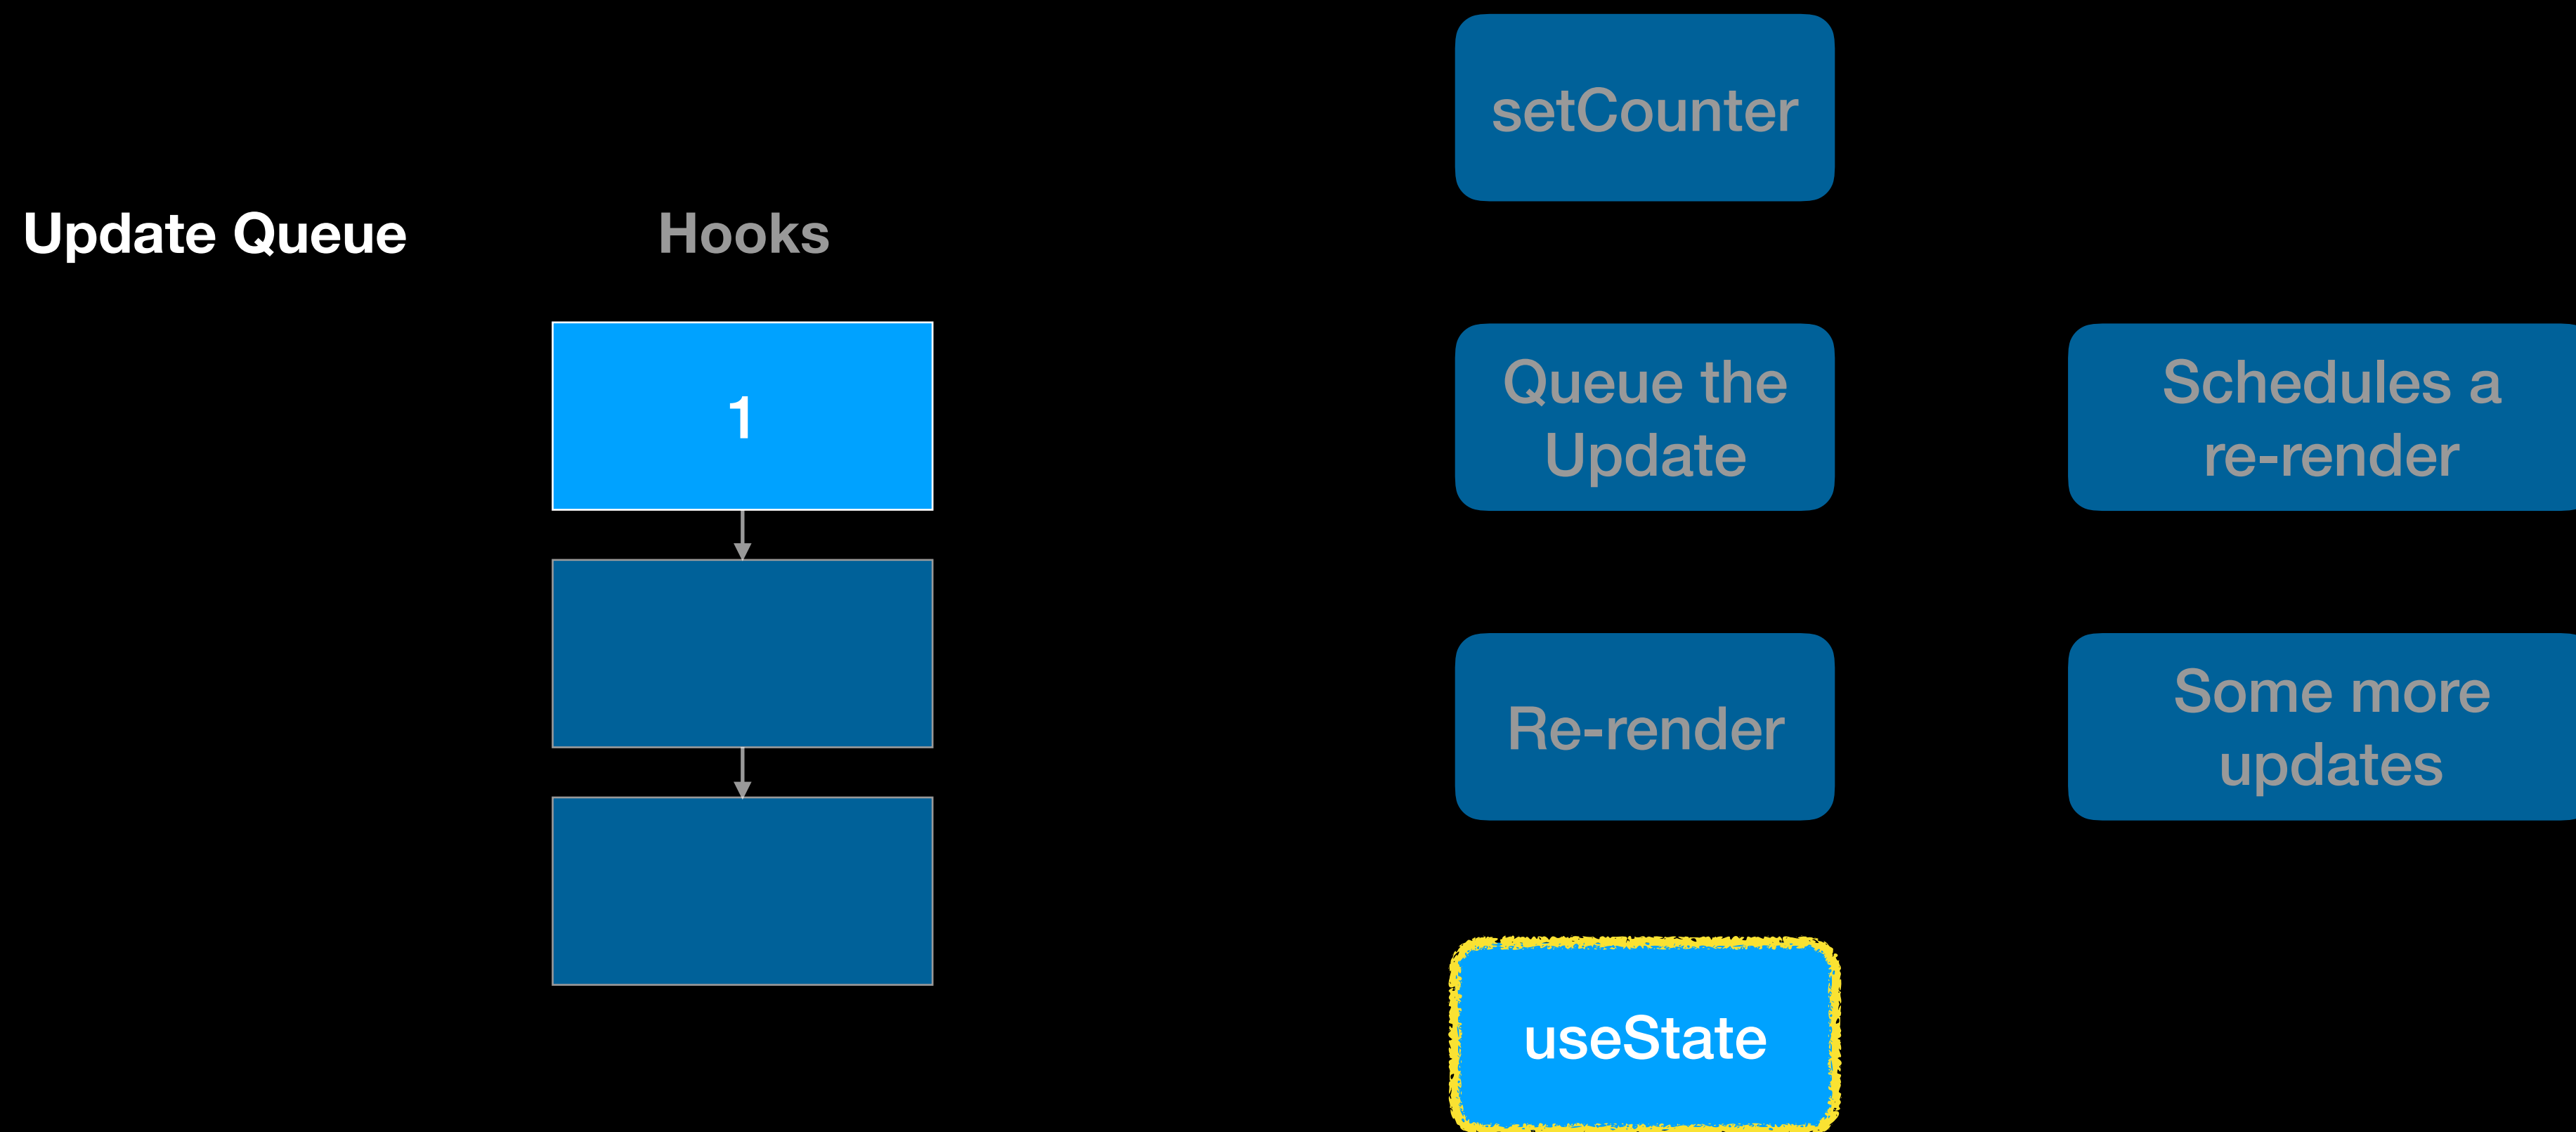 setCounter
Update Queue
Hooks
1
Queue the
Update
Schedules a
re-render
Re-render
Some more
updates
useState